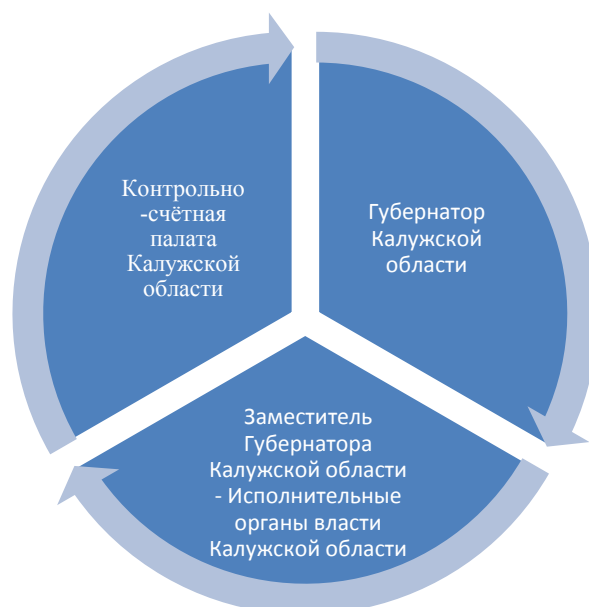 Контрольно
-счётная
палата
Калужской
области
Губернатор
Калужской
области
Заместитель
Губернатора
Калужской области
- Исполнительные
органы власти
Калужской области